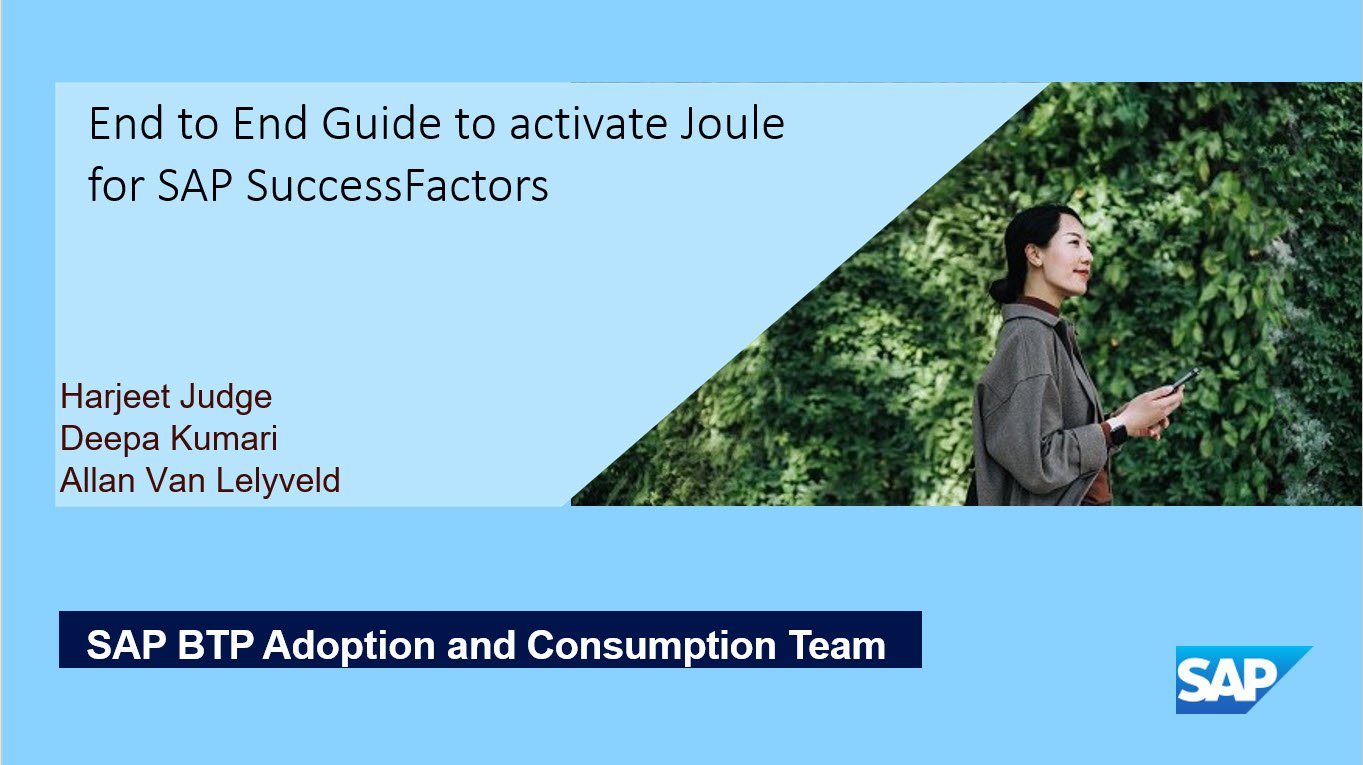 End to End Guide to activate Joule
for SAP SuccessFactors
Harjeet Judge
Deepa Kumari
Allan Van Lelyveld
SAP BTP Adoption and Consumption Team
SAP